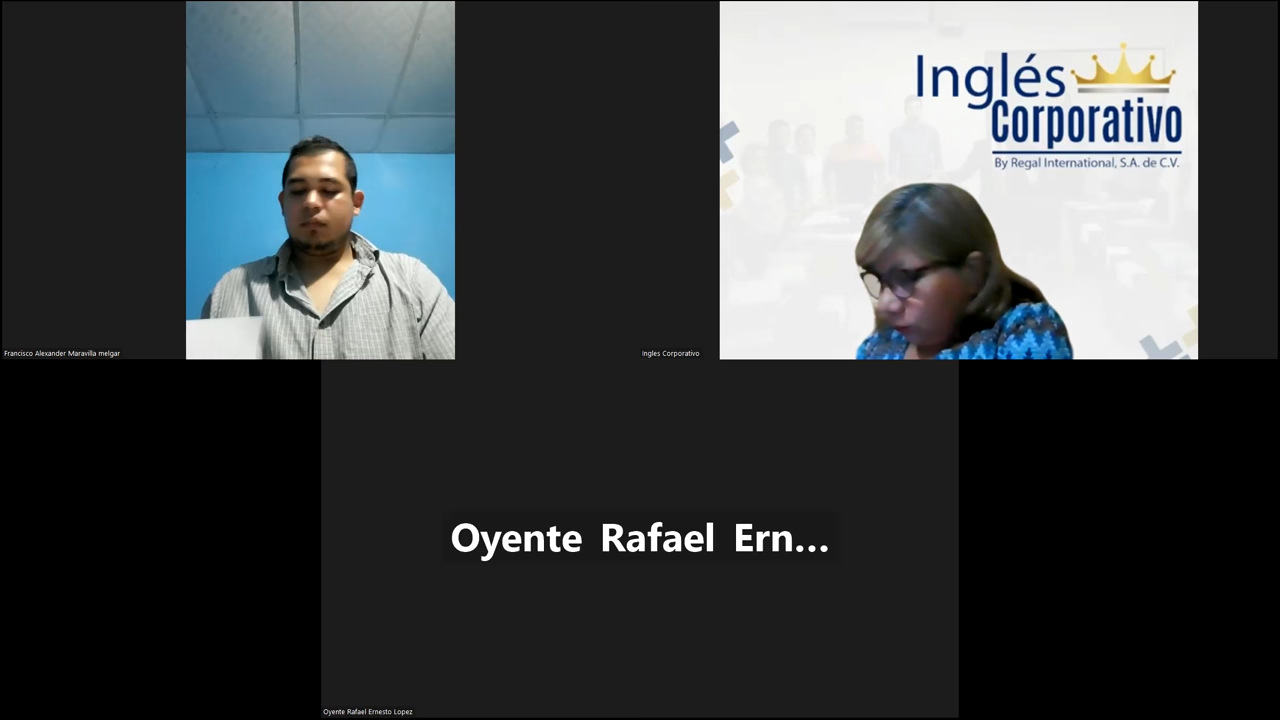 Inglés
Corporativo
By Regal International, S.A. de C.V.
Francisco Alexander Maravilla melgar
Ingles Corporativo
Oyente Rafael Ern...
Oyente Rafael Ernesto Lopez